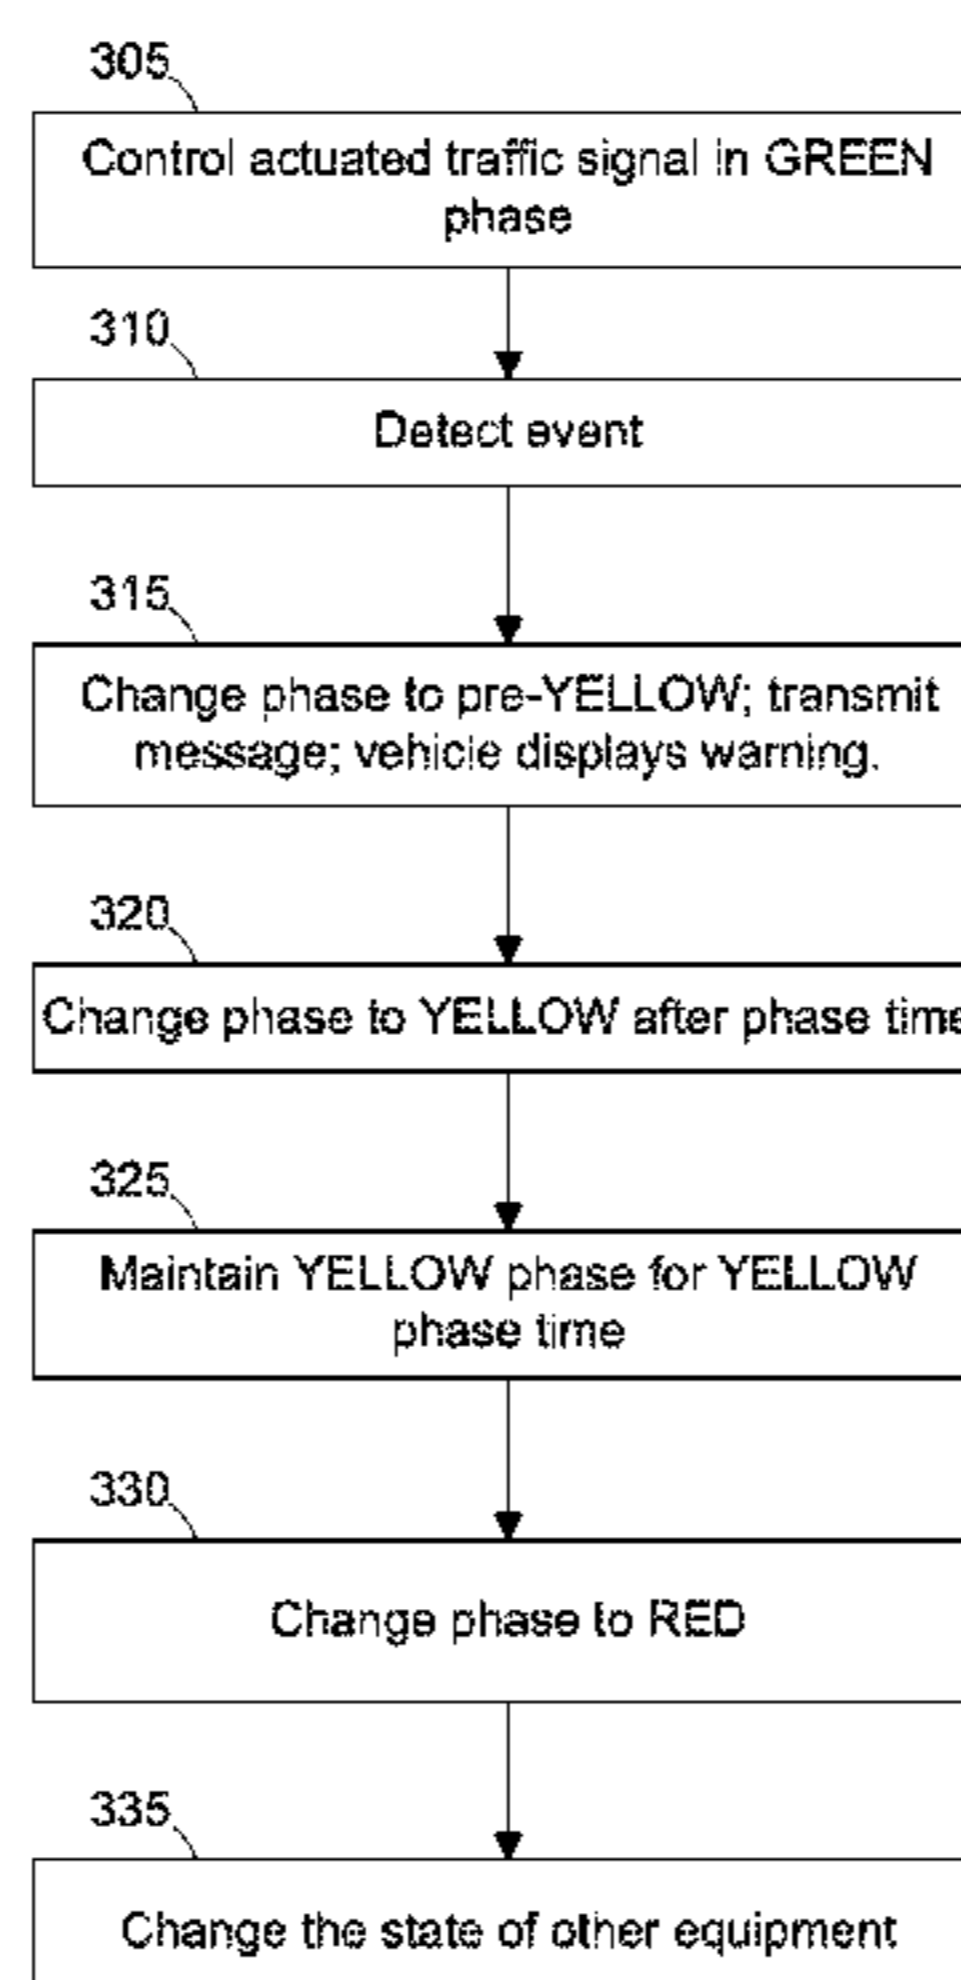 305
Control actuated traffic signal in GREEN
phase
310
Detect event
315
Change phase to pre-YELLOW; transmit
message; vehicle displays warning.
320
Change phase to YELLOW after phase time
325
Maintain YELLOW phase for YELLOW
phase time
330
Change phase to RED
335
Change the state of other equipment